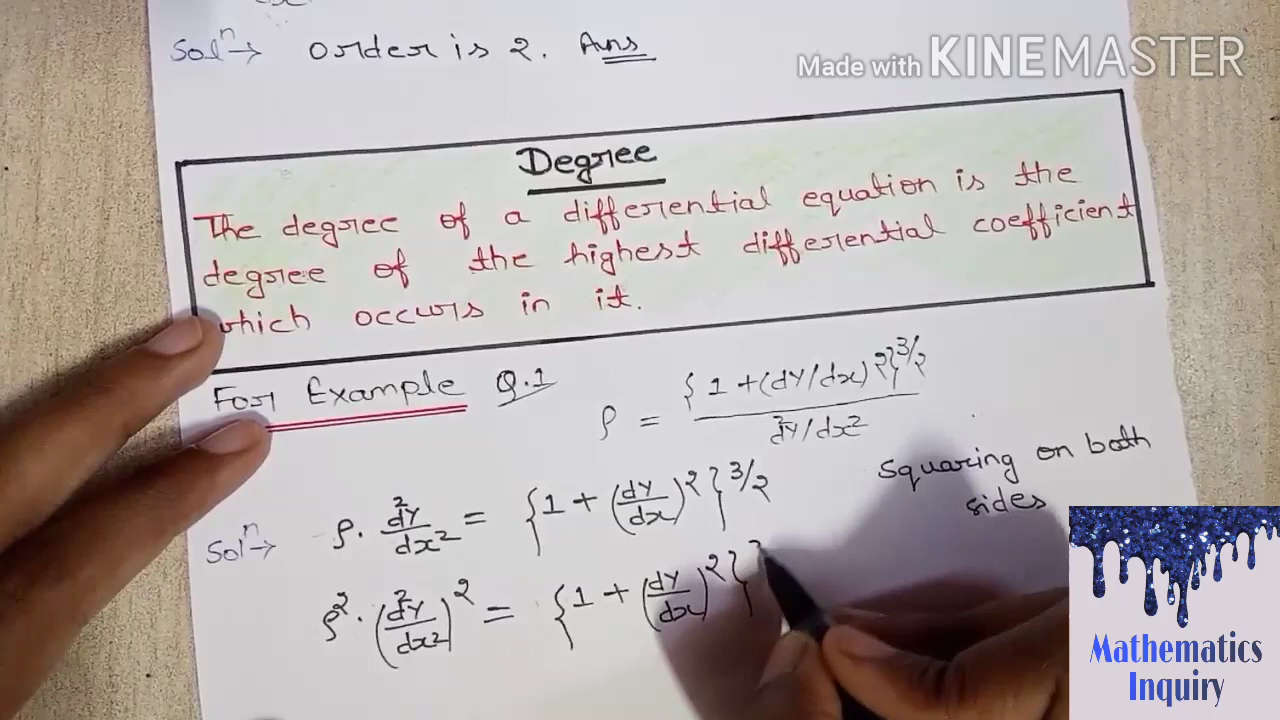 Solⁿ→ Order is 2. Ans
Made with KINEMASTER
Degree
The degree of a differential equation is the
degree of the highest differential coefficient
which occurs in it.
For Example Q.1
ρ = {1+(dy/dx)²}^3/2 / d²y/dx²
Solⁿ→ ρ. d²y/dx² = {1 + (dy/dx)²}^3/2
Squaring on both
sides
ρ². (d²y/dx²)² = {1 + (dy/dx)²}
Mathematics
Inquiry